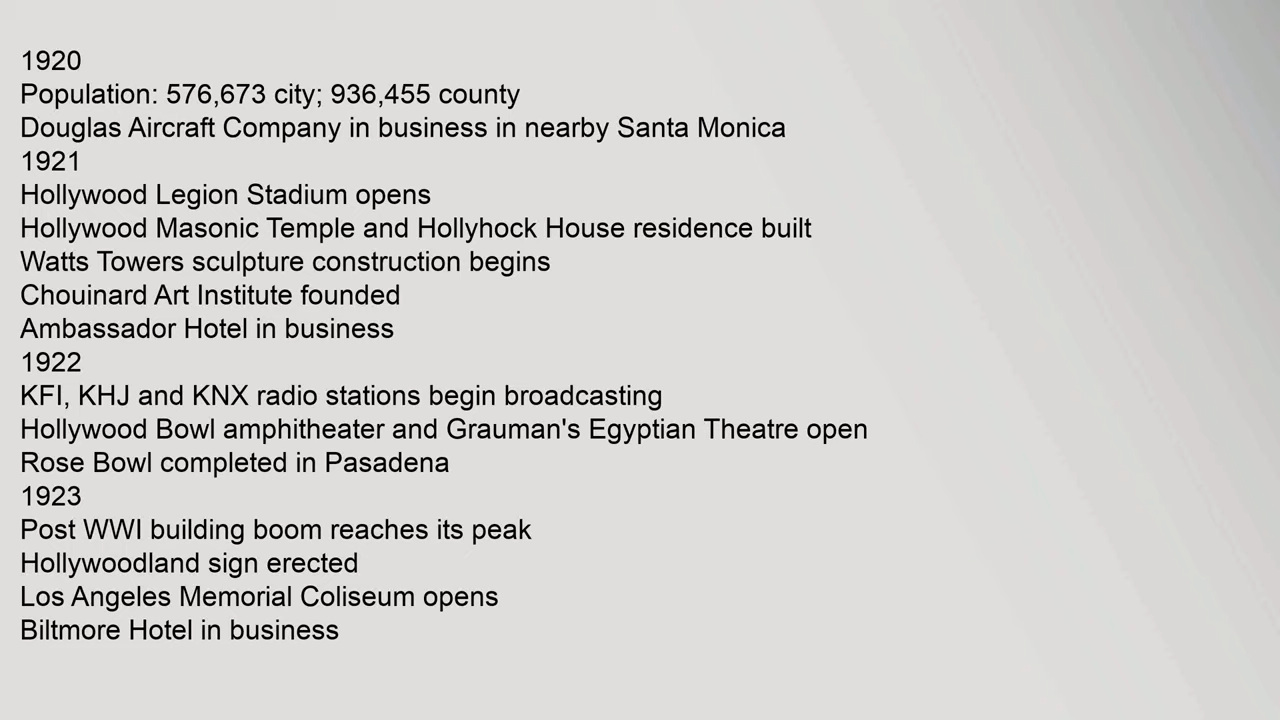 1920
Population: 576,673 city; 936,455 county
Douglas Aircraft Company in business in nearby Santa Monica
1921
Hollywood Legion Stadium opens
Hollywood Masonic Temple and Hollyhock House residence built
Watts Towers sculpture construction begins
Chouinard Art Institute founded
Ambassador Hotel in business
1922
KFI, KHJ and KNX radio stations begin broadcasting
Hollywood Bowl amphitheater and Grauman's Egyptian Theatre open
Rose Bowl completed in Pasadena
1923
Post WWI building boom reaches its peak
Hollywoodland sign erected
Los Angeles Memorial Coliseum opens
Biltmore Hotel in business